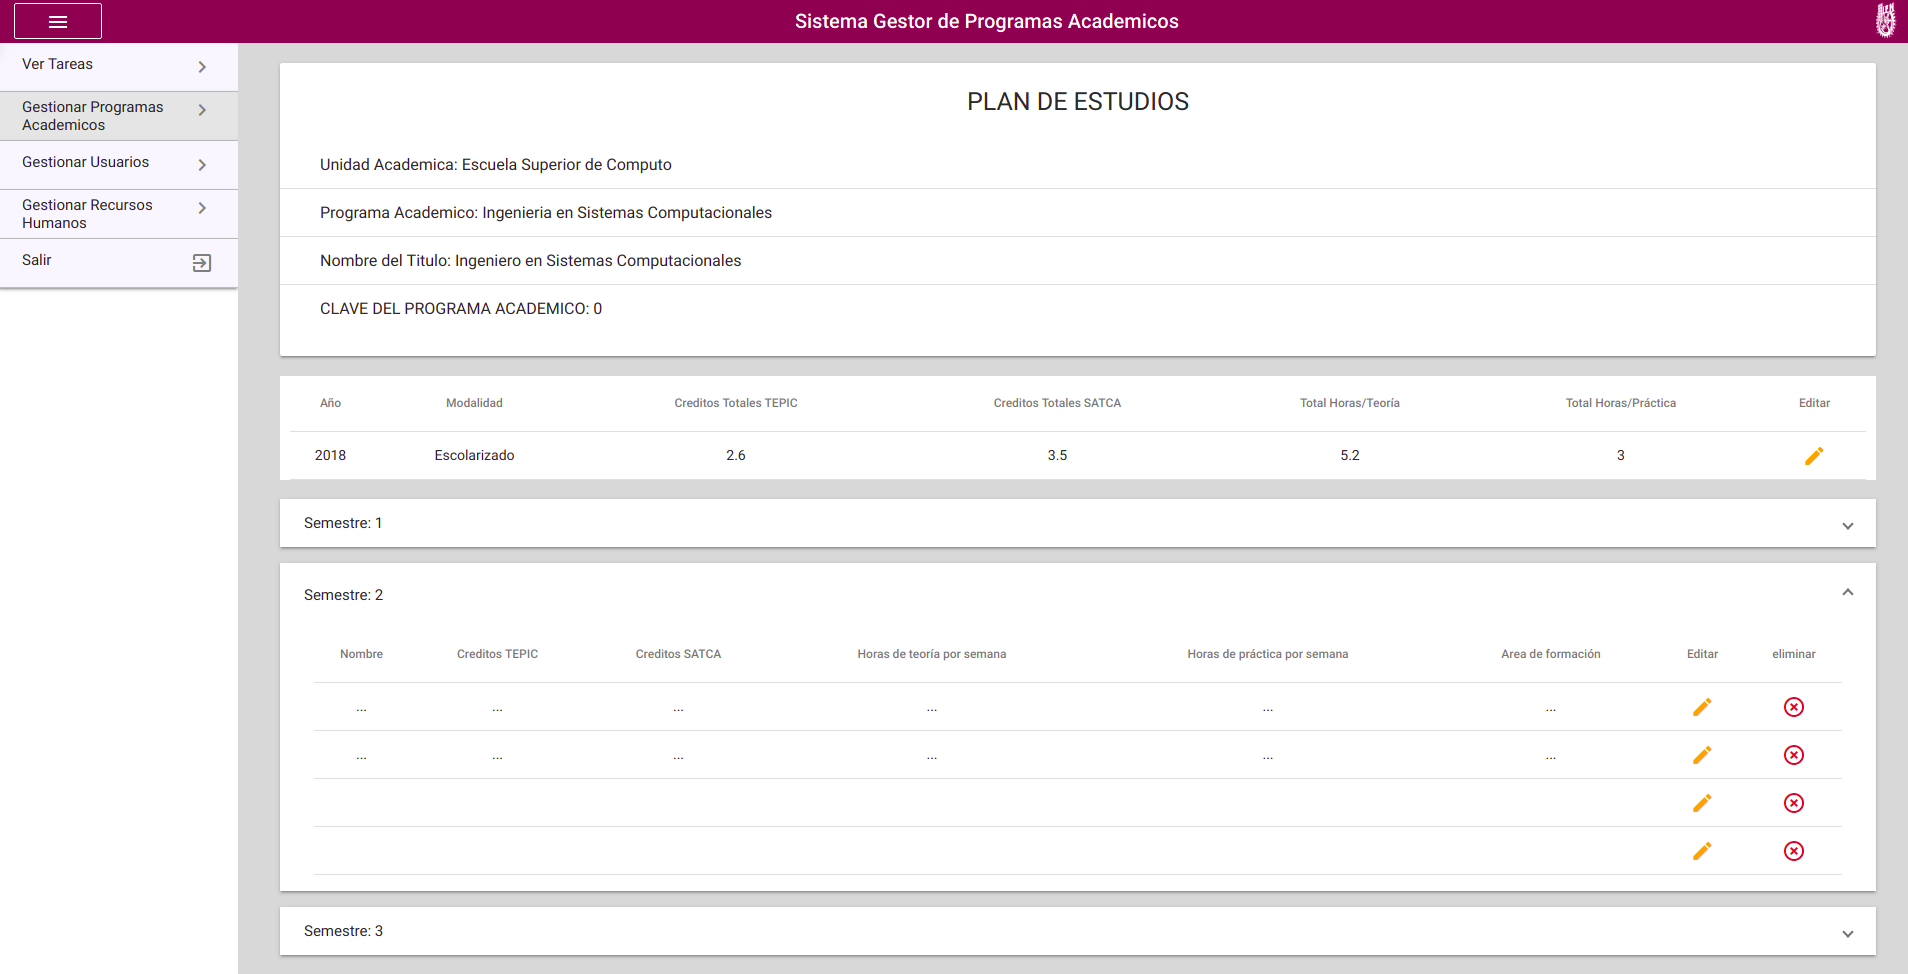 Sistema Gestor de Programas Academicos
Ver Tareas
Gestionar Programas
Academicos
Gestionar Usuarios
Gestionar Recursos
Humanos
Salir
PLAN DE ESTUDIOS
Unidad Academica: Escuela Superior de Computo
Programa Academico: Ingenieria en Sistemas Computacionales
Nombre del Titulo: Ingeniero en Sistemas Computacionales
CLAVE DEL PROGRAMA ACADEMICO: 0
Año Modalidad Creditos Totales TEPIC Creditos Totales SATCA Total Horas/Teoría Total Horas/Práctica Editar
2018 Escolarizado 2.6 3.5 5.2 3
Semestre: 1
Semestre: 2
Nombre Creditos TEPIC Creditos SATCA Horas de teoría por semana Horas de práctica por semana Area de formación Editar eliminar
... ... ... ... ... ...
... ... ... ... ... ...
Semestre: 3